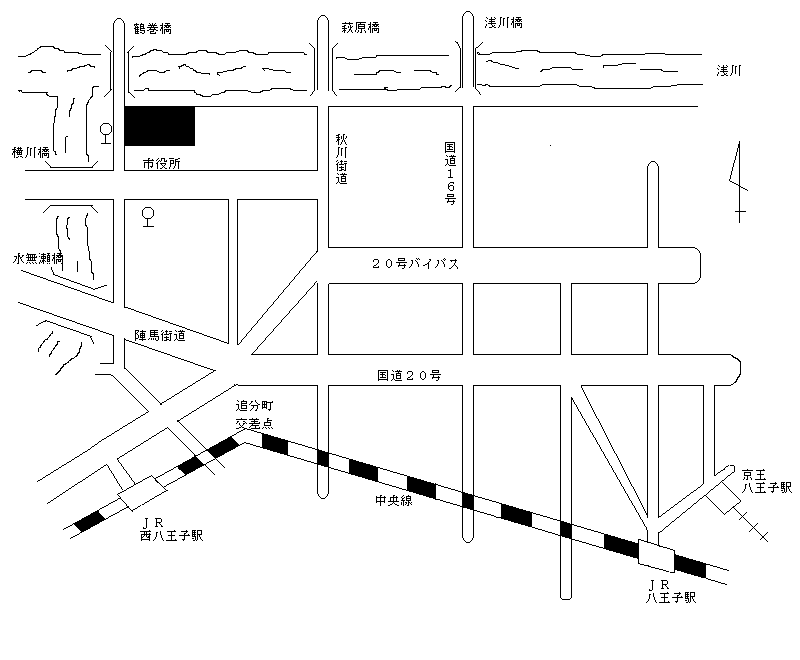 鶴巻橋
萩原橋
浅川橋
浅川
横川橋
市役所
秋川街道
国道16号
水無瀬橋
20号バイパス
陣馬街道
国道20号
追分町
交差点
京王
八王子駅
中央線
JR
西八王子駅
JR
八王子駅